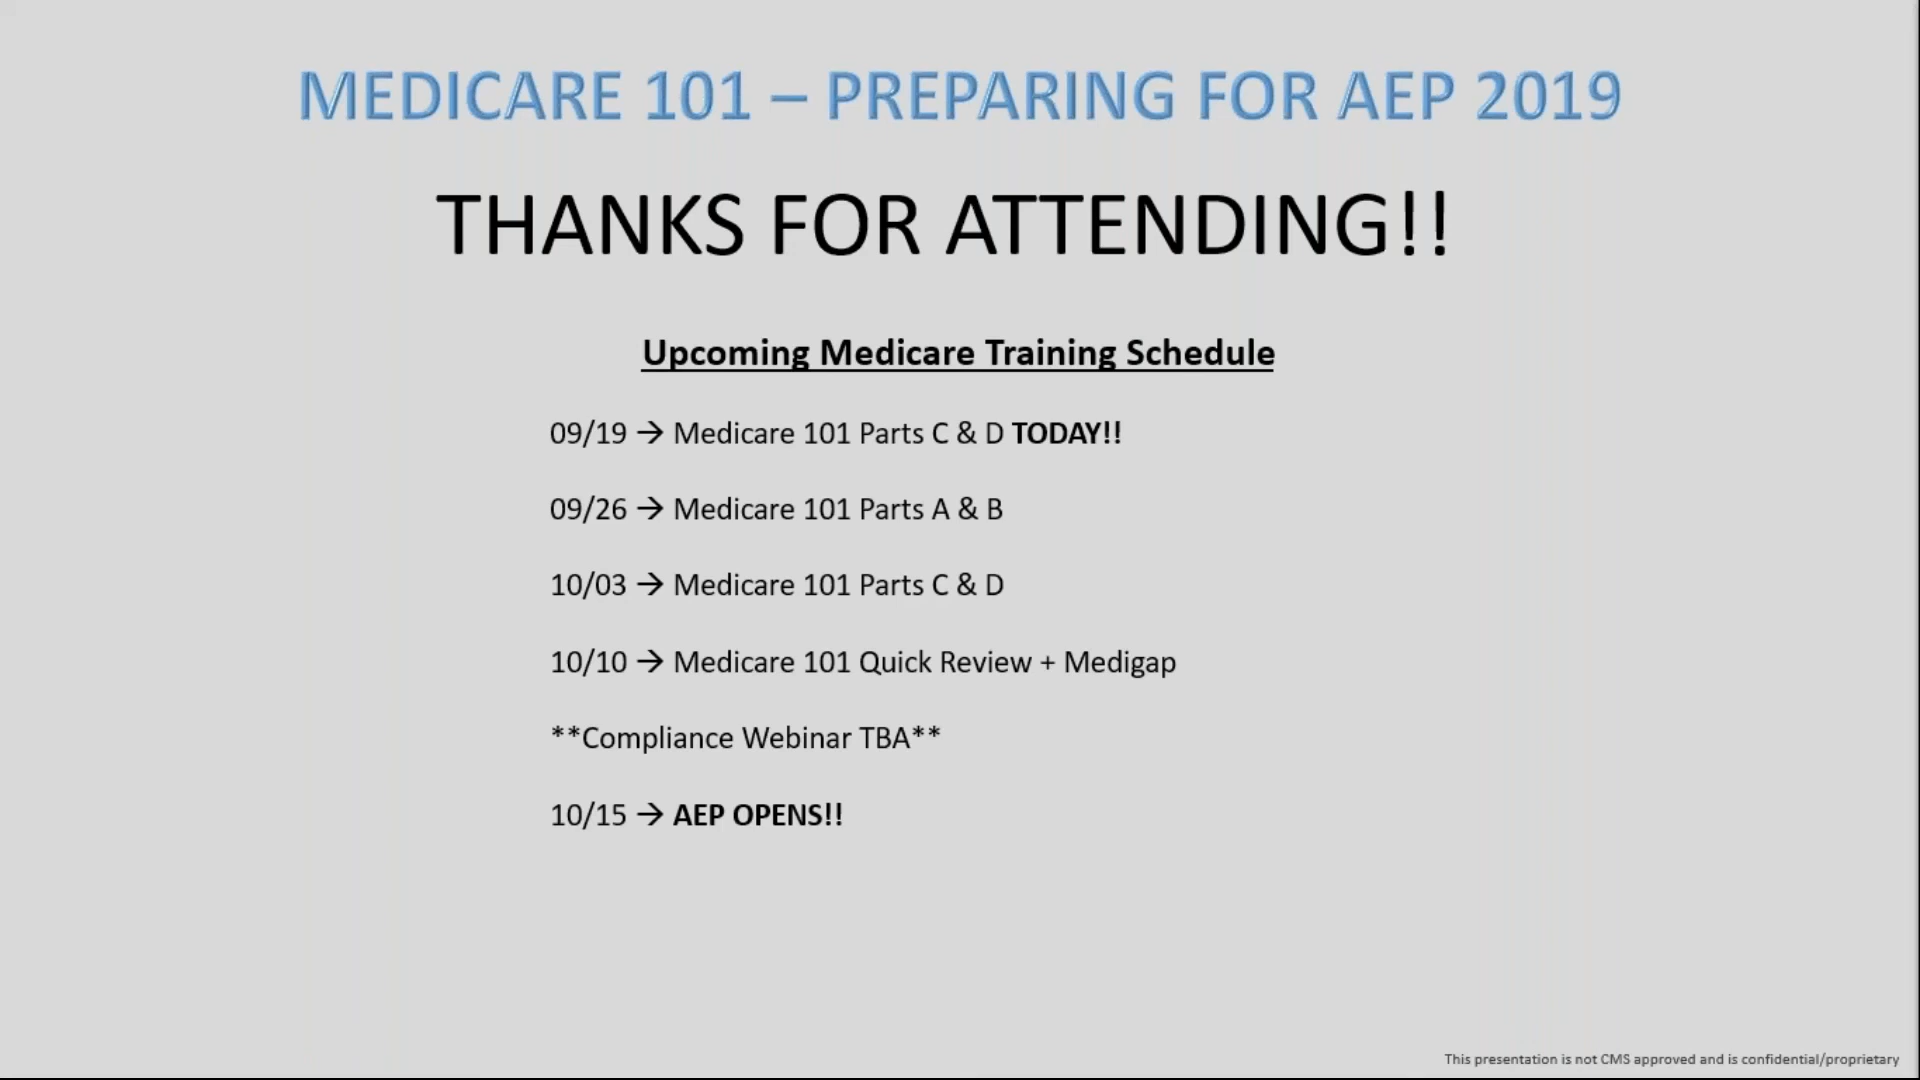 MEDICARE 101 – PREPARING FOR AEP 2019
THANKS FOR ATTENDING!!
Upcoming Medicare Training Schedule
09/19 → Medicare 101 Parts C & D TODAY!!
09/26 → Medicare 101 Parts A & B
10/03 → Medicare 101 Parts C & D
10/10 → Medicare 101 Quick Review + Medigap
**Compliance Webinar TBA**
10/15 → AEP OPENS!!
This presentation is not CMS approved and is confidential/proprietary